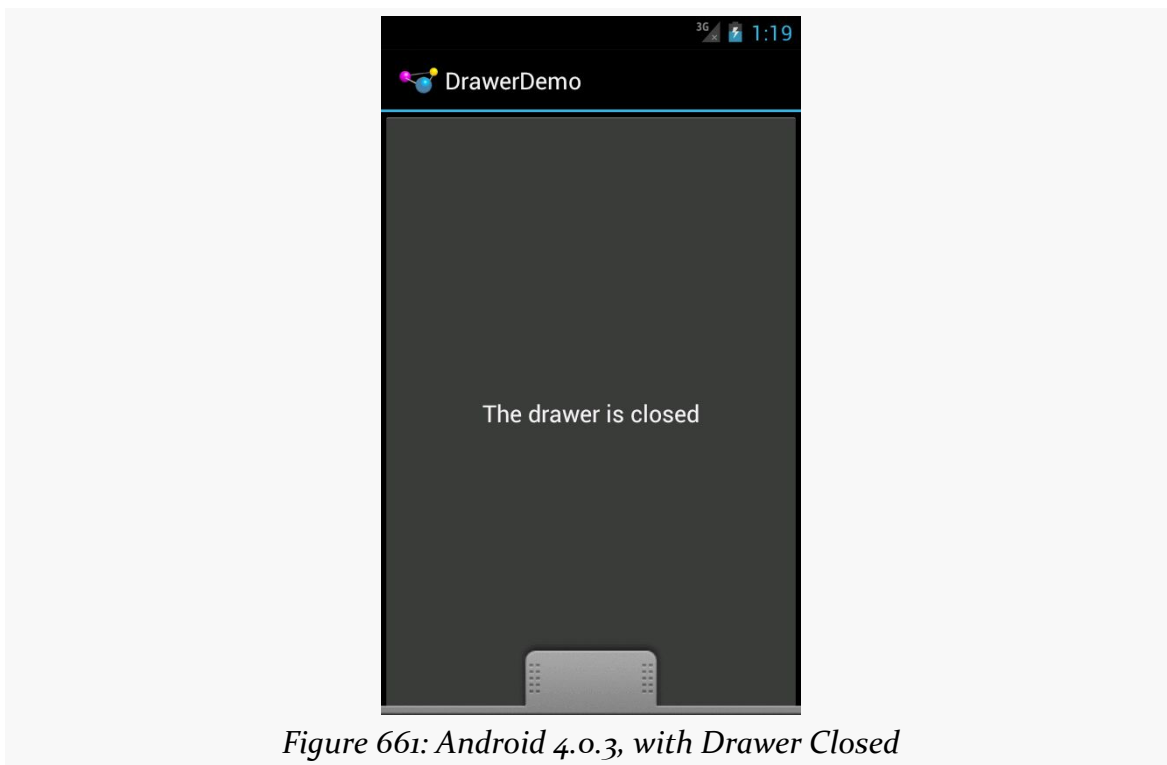 3G
1:19
DrawerDemo
The drawer is closed
Figure 661: Android 4.0.3, with Drawer Closed